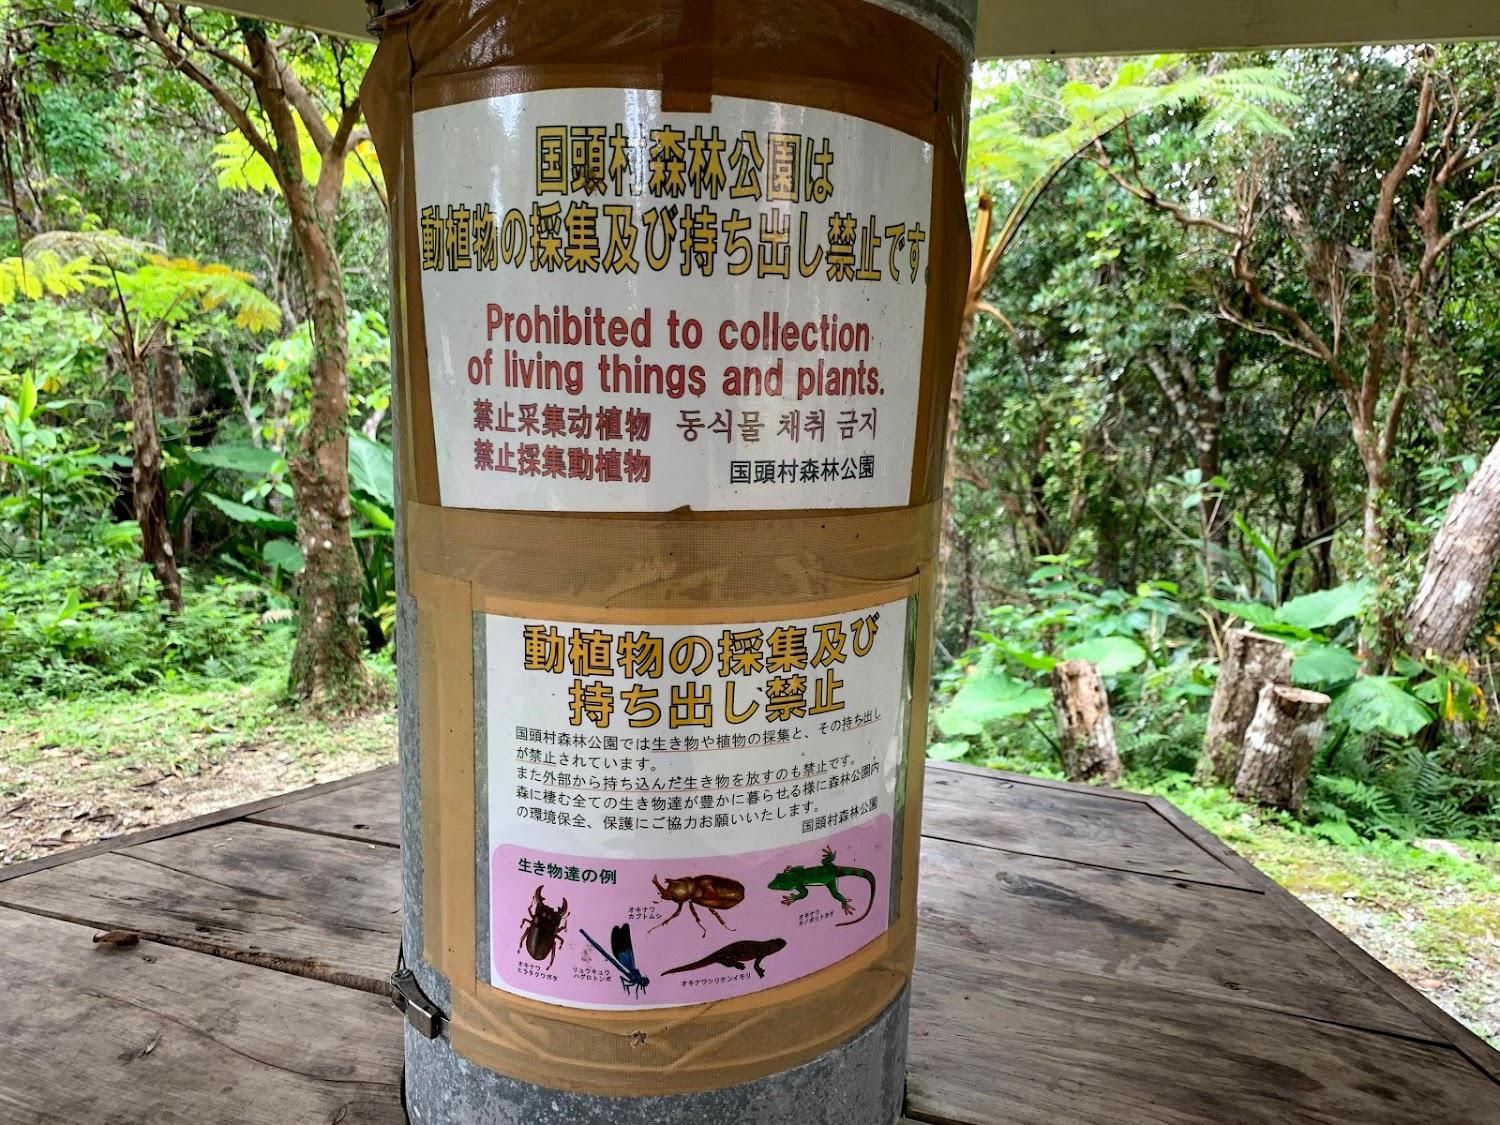 国頭村森林公園は
動植物の採集及び持ち出し禁止です。
Prohibited to collection
of living things and plants.
禁止采集动植物 동식물 채취 금지
禁止採集動植物
国頭村森林公園
動植物の採集及び
持ち出し禁止
国頭村森林公園では生き物や植物の採集と、その持ち出し
が禁止されています。
また外部から持ち込んだ生き物を放すのも禁止です。
森に棲む全ての生き物達が豊かに暮らせる様に森林公園内
の環境保全、保護にご協力お願いいたします。
国頭村森林公園
生き物達の例
オキナワ
カブトムシ
オキナワ
キノボリトカゲ
オキナワ
ヒラタクワガタ
リュウキュウ
ハグロトンボ
オキナワシリケンイモリ